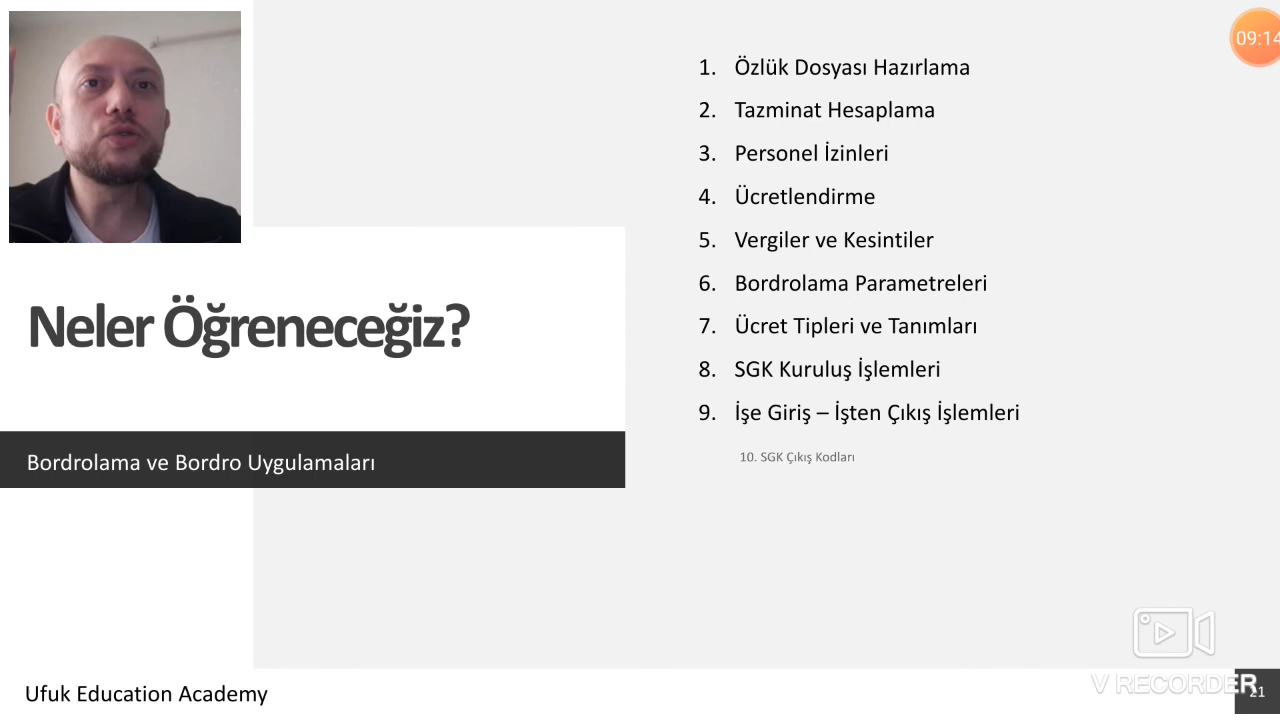 09:14
1. Özlük Dosyası Hazırlama
2. Tazminat Hesaplama
3. Personel İzinleri
4. Ücretlendirme
5. Vergiler ve Kesintiler
6. Bordrolama Parametreleri
7. Ücret Tipleri ve Tanımları
8. SGK Kuruluş İşlemleri
9. İşe Giriş – İşten Çıkış İşlemleri
10. SGK Çıkış Kodları
Neler Öğreneceğiz?
Bordrolama ve Bordro Uygulamaları
Ufuk Education Academy
V RECORDER
21